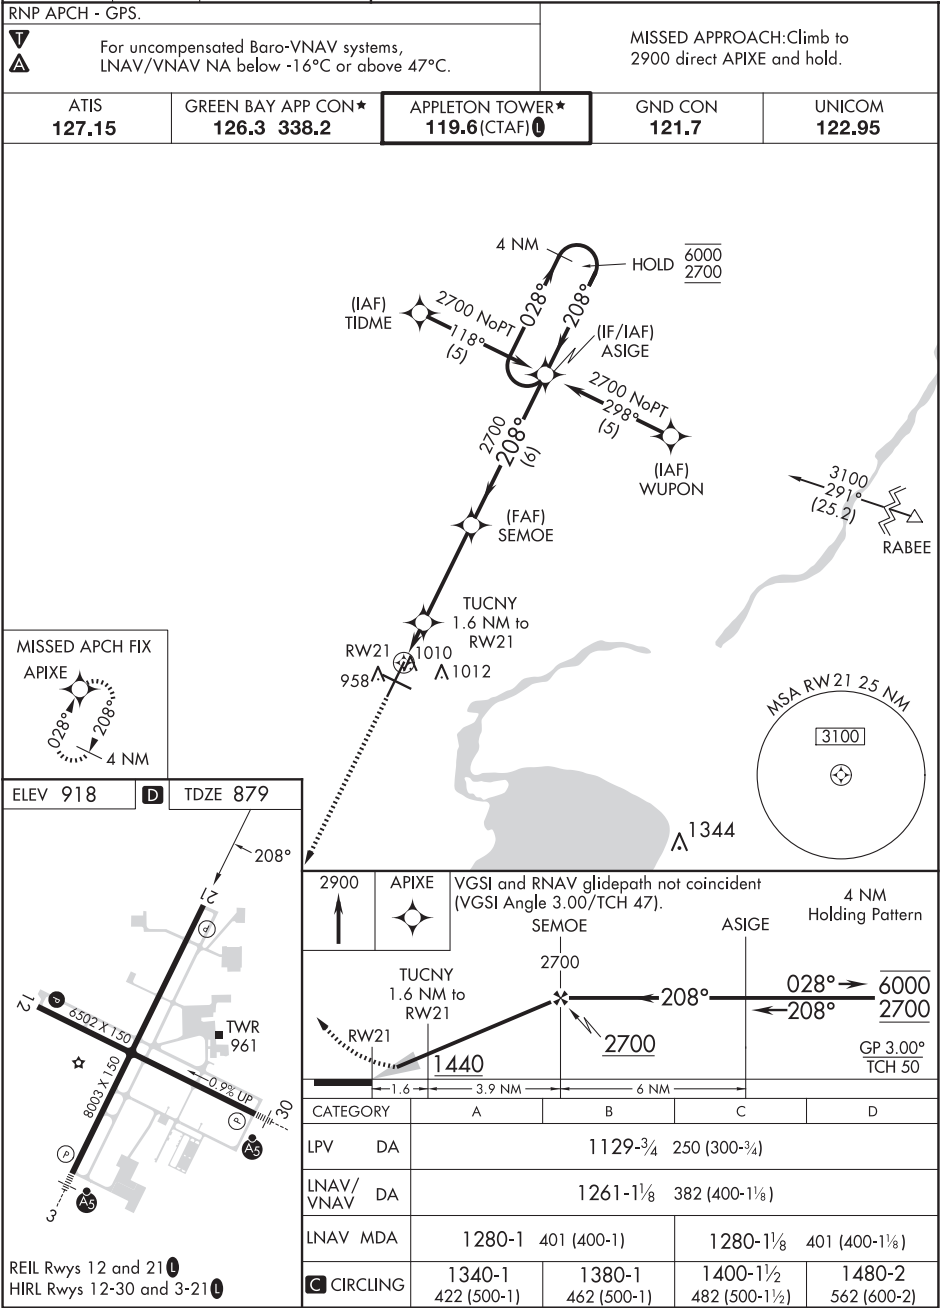 RNP APCH - GPS.
T
A
For uncompensated Baro-VNAV systems,
LNAV/VNAV NA below -16°C or above 47°C.
MISSED APPROACH:Climb to
2900 direct APIXE and hold.
ATIS
127.15
GREEN BAY APP CON★
126.3 338.2
APPLETON TOWER★
119.6(CTAF) L
GND CON
121.7
UNICOM
122.95
4 NM
HOLD
6000
2700
028°
208°
(IAF)
TIDME
2700 NoPT
118°
(5)
(IF/IAF)
ASIGE
2700 NoPT
298°
(5)
(IAF)
WUPON
2700
208°
(6)
3100
291°
(25.2)
RABEE
(FAF)
SEMOE
TUCNY
1.6 NM to
RW21
RW21
1010
958
1012
MISSED APCH FIX
APIXE
028°
208°
4 NM
MSA RW21 25 NM
3100
1344
ELEV 918
D
TDZE 879
208°
21
P
12
P
6502 X 150
TWR
961
8003 X 150
0.9% UP
30
P
A5
P
A5
3
REIL Rwys 12 and 21 L
HIRL Rwys 12-30 and 3-21 L
2900
APIXE
VGSI and RNAV glidepath not coincident
(VGSI Angle 3.00/TCH 47).
4 NM
Holding Pattern
SEMOE
ASIGE
2700
TUCNY
1.6 NM to
RW21
RW21
208°
028°
208°
6000
2700
2700
1440
GP 3.00°
TCH 50
1.6
3.9 NM
6 NM
CATEGORY A B C D
LPV DA 1129-¾ 250 (300-¾)
LNAV/
VNAV DA 1261-1⅛ 382 (400-1⅛)
LNAV MDA 1280-1 401 (400-1) 1280-1⅛ 401 (400-1⅛)
C CIRCLING
1340-1
422 (500-1)
1380-1
462 (500-1)
1400-1½
482 (500-1½)
1480-2
562 (600-2)